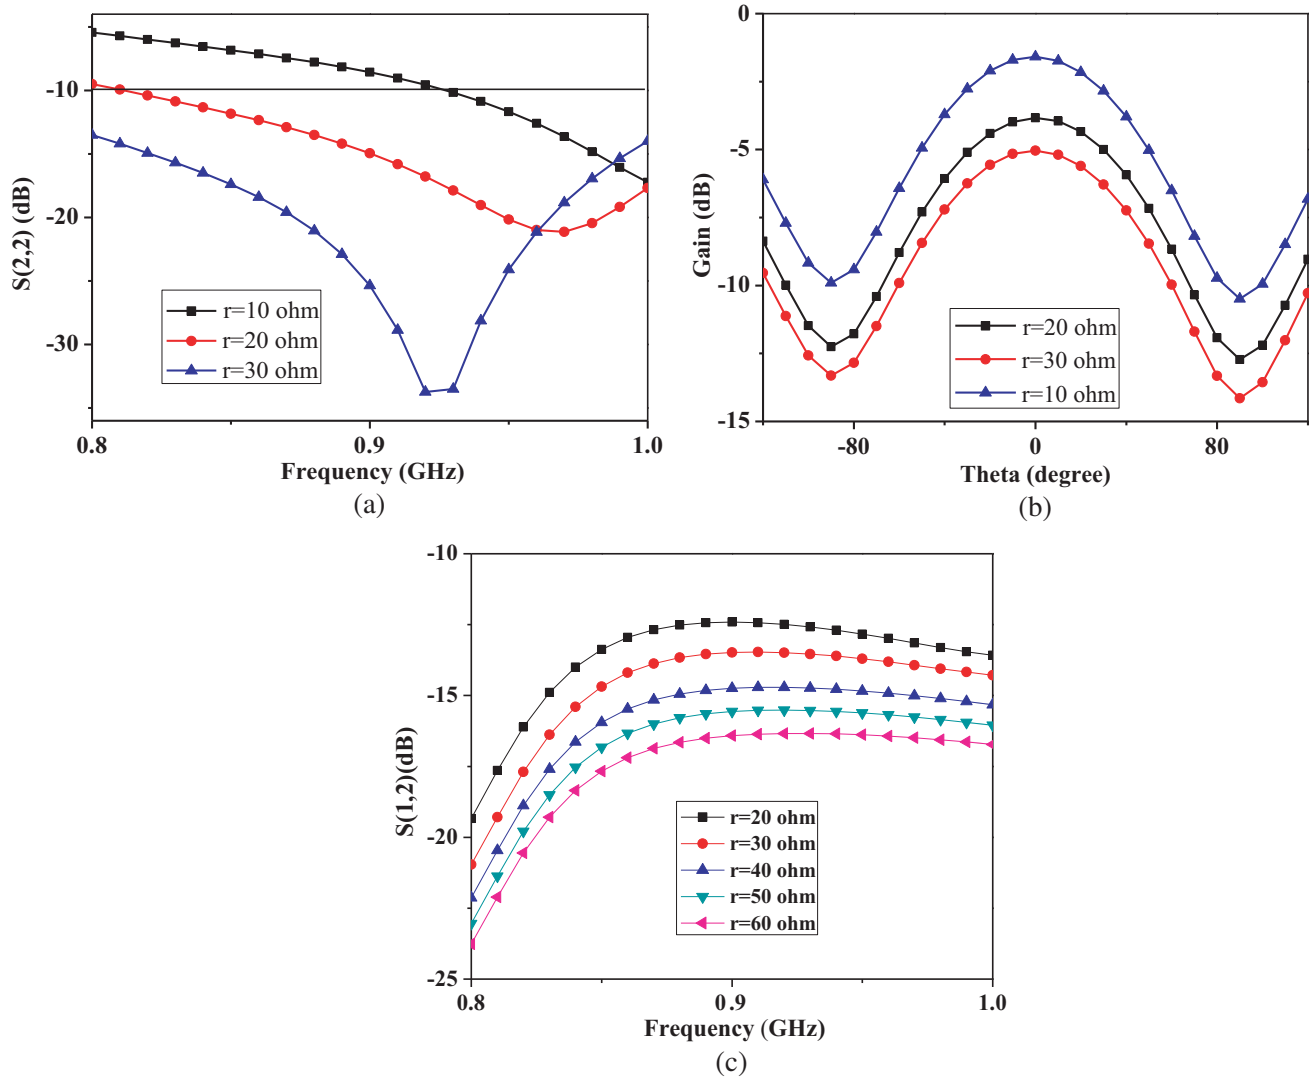 -10
-20
-30
0.8
0.9
1.0
S(2,2) (dB)
Frequency (GHz)
r=10 ohm
r=20 ohm
r=30 ohm
(a)
0
-5
-10
-15
-80
0
80
Gain (dB)
Theta (degree)
r=20 ohm
r=30 ohm
r=10 ohm
(b)
-10
-15
-20
-25
0.8
0.9
1.0
S(1,2)(dB)
Frequency (GHz)
r=20 ohm
r=30 ohm
r=40 ohm
r=50 ohm
r=60 ohm
(c)